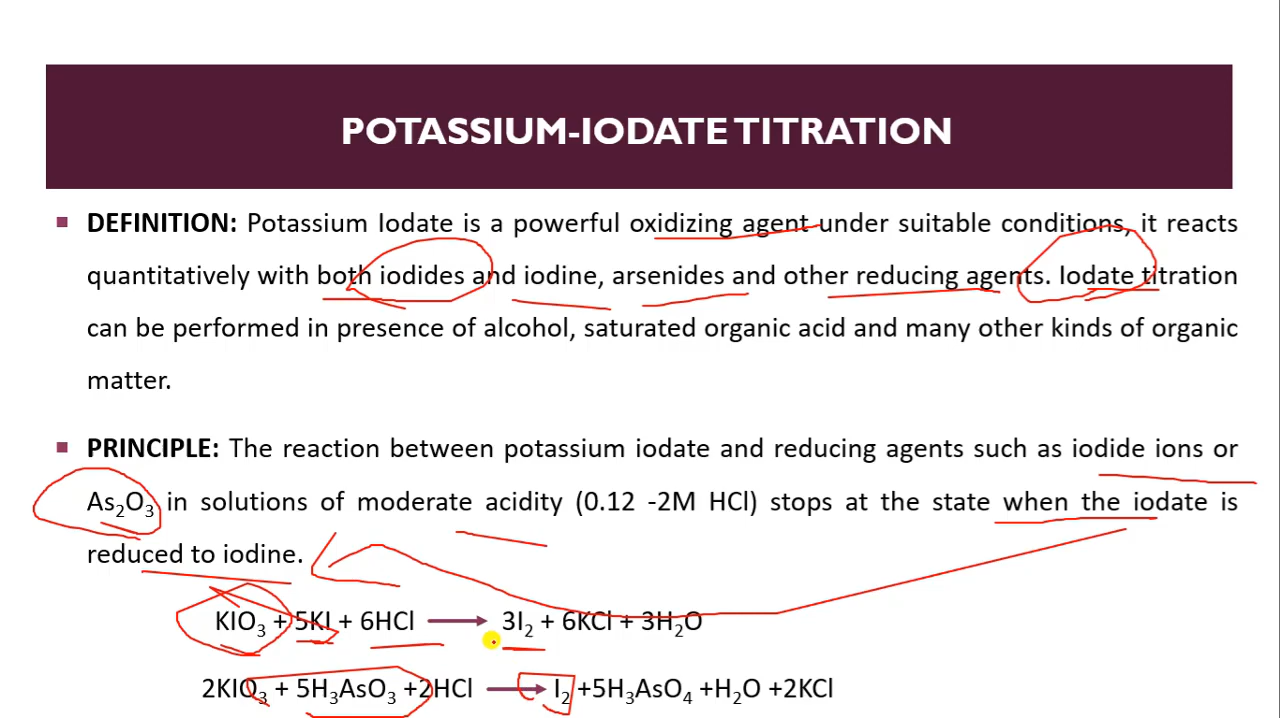 POTASSIUM-IODATE TITRATION
DEFINITION: Potassium Iodate is a powerful oxidizing agent under suitable conditions, it reacts
quantitatively with both iodides and iodine, arsenides and other reducing agents. Iodate titration
can be performed in presence of alcohol, saturated organic acid and many other kinds of organic
matter.
PRINCIPLE: The reaction between potassium iodate and reducing agents such as iodide ions or
As₂O₃ in solutions of moderate acidity (0.12 -2M HCl) stops at the state when the iodate is
reduced to iodine.
KIO₃ + 5KI + 6HCl ⟶ 3I₂ + 6KCl + 3H₂O
2KIO₃ + 5H₃AsO₃ +2HCl ⟶ I₂ +5H₃AsO₄ +H₂O +2KCl